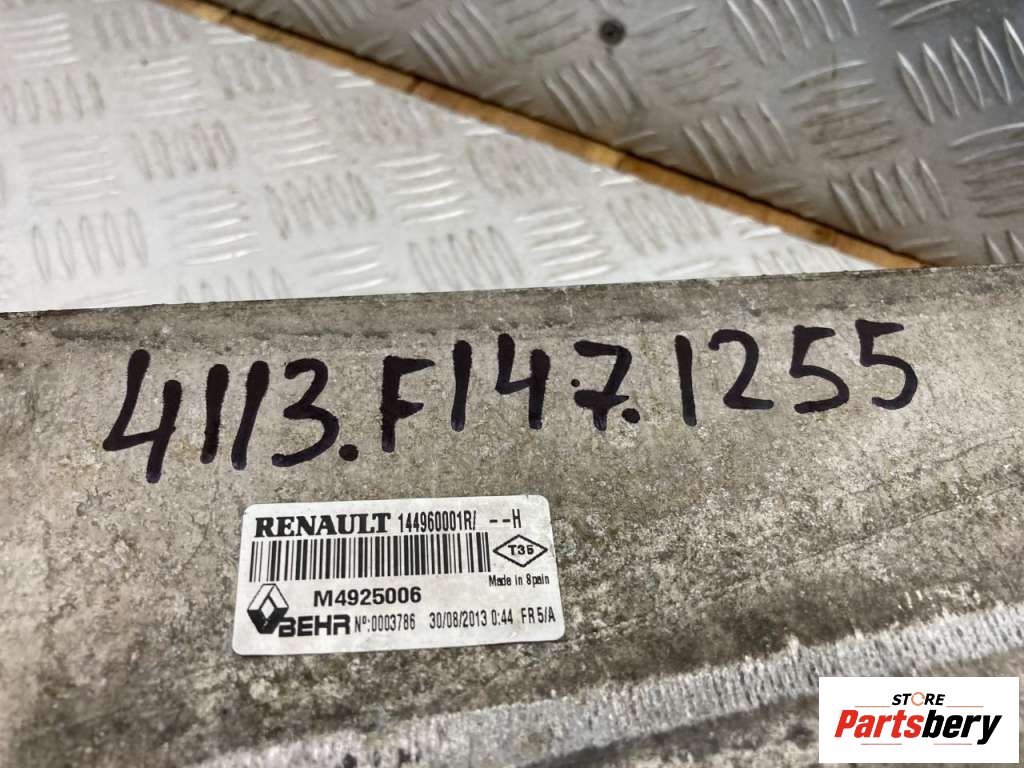 4113.F147.1255
RENAULT 144960001R/ --H
T35
Made in Spain
M4925006
BEHR Nº:0003786 30/08/2013 0:44 FR5/A
STORE
Partsbery